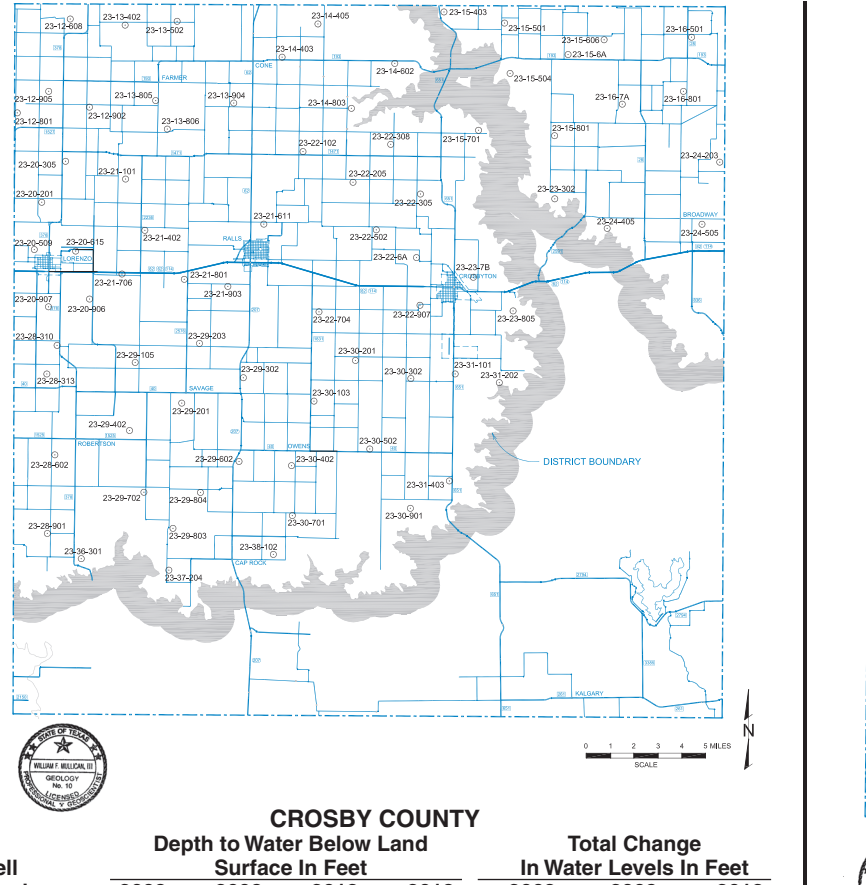 23-14-405
23-15-403
23-13-402
23-12-608
23-13-502
23-15-501
23-16-501
23-15-606
23-14-403
23-15-6A
CONE
23-14-602
FARMER
23-15-504
23-12-905
23-13-805
23-13-904
23-16-7A
23-16-801
23-14-803
23-12-902
23-12-801
23-13-806
23-15-801
23-22-308
23-15-701
23-22-102
23-24-203
23-20-305
23-21-101
23-22-205
23-20-201
23-22-305
23-23-302
BROADWAY
23-21-611
23-24-405
23-24-505
RALLS
23-21-402
23-22-502
23-20-509
23-20-615
LORENZO
23-22-6A
23-23-7B
CROSBYTON
23-21-706
23-21-801
23-21-903
23-20-907
23-20-906
23-22-907
23-22-704
23-23-805
23-28-310
23-29-203
23-29-105
23-30-201
23-29-302
23-31-101
23-30-302
23-31-202
23-28-313
SAVAGE
23-30-103
23-29-201
23-29-402
ROBERTSON
OWENS
23-30-502
23-29-602
23-30-402
DISTRICT BOUNDARY
23-28-602
23-31-403
23-29-702
23-29-804
23-30-901
23-30-701
23-28-901
23-29-803
23-36-301
23-38-102
CAP ROCK
23-37-204
KALGARY
STATE OF TEXAS
WILLIAM F. MULLICAN, III
GEOLOGY
No. 10
LICENSED
PROFESSIONAL GEOSCIENTIST
N
0 1 2 3 4 5 MILES
SCALE
CROSBY COUNTY
Depth to Water Below Land
Surface In Feet
Total Change
In Water Levels In Feet